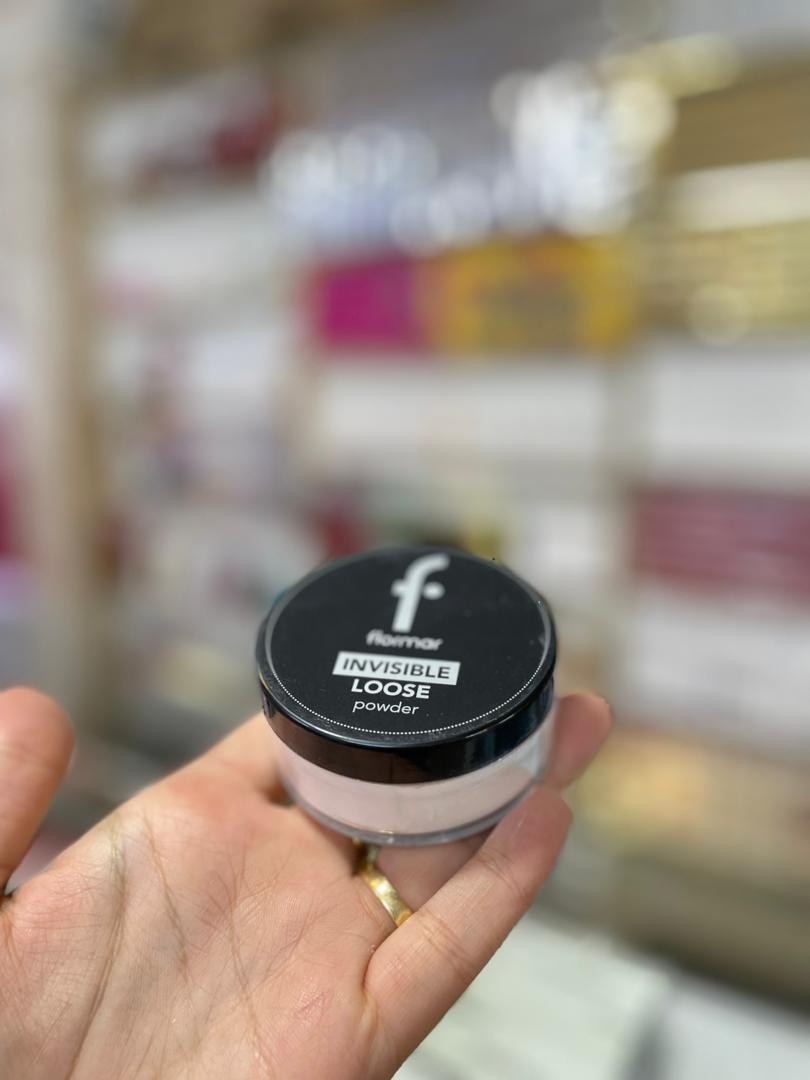 f
flormar
INVISIBLE
LOOSE
powder